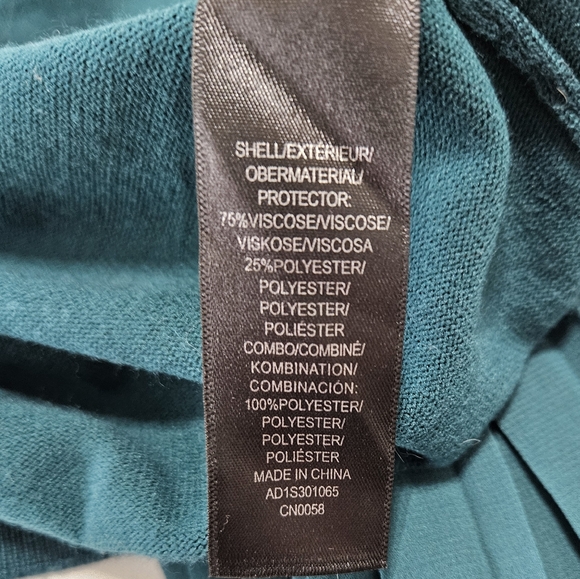 SHELL/EXTÉRIEUR/
OBERMATERIAL/
PROTECTOR:
75%VISCOSE/VISCOSE/
VISKOSE/VISCOSA
25%POLYESTER/
POLYESTER/
POLYESTER/
POLIÉSTER
COMBO/COMBINÉ/
KOMBINATION/
COMBINACIÓN:
100%POLYESTER/
POLYESTER/
POLYESTER/
POLIÉSTER
MADE IN CHINA
AD1S301065
CN0058